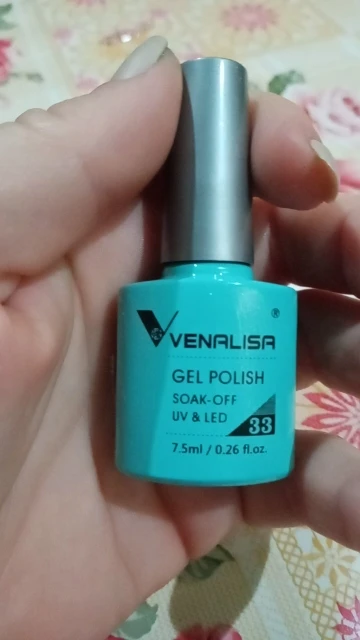 VENALISA ®
GEL POLISH
SOAK-OFF
UV & LED
33
7.5ml / 0.26 fl.oz.